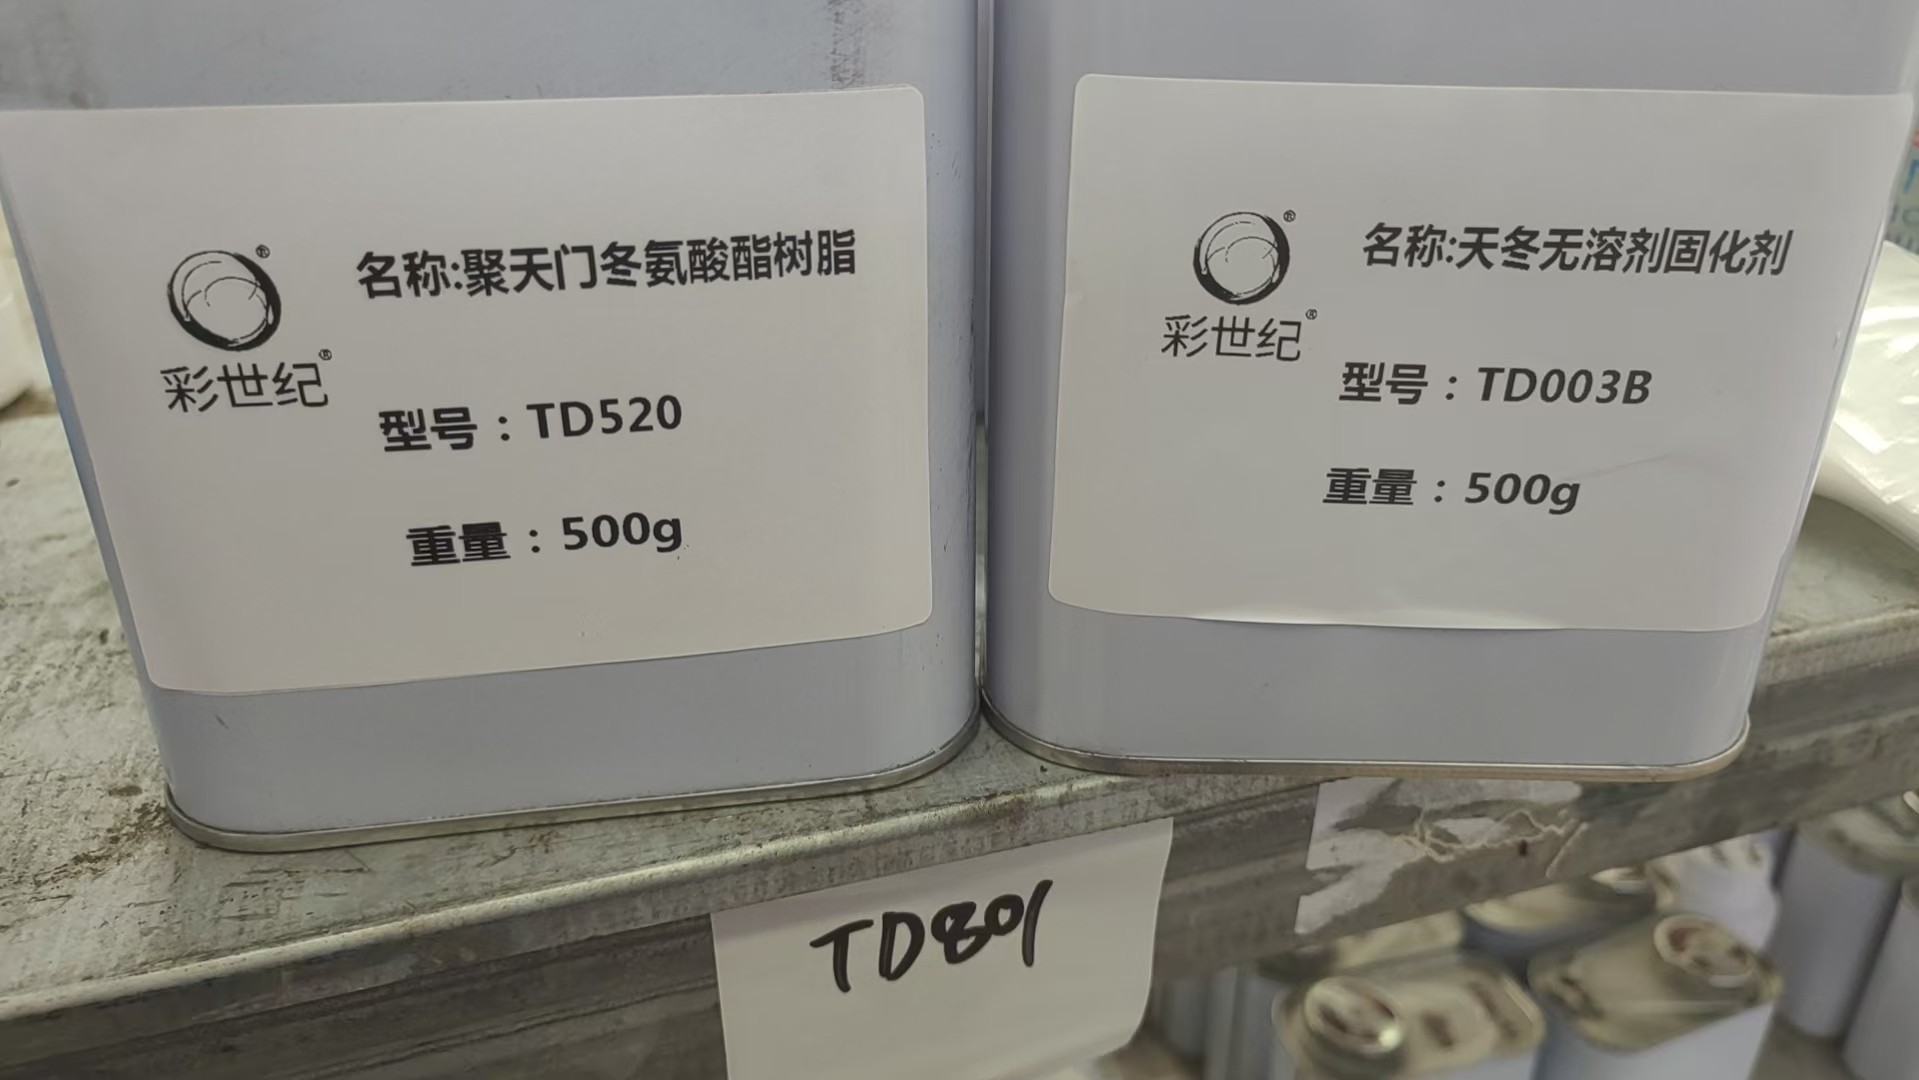 名称:聚天门冬氨酸酯树脂
彩世纪®
型号：TD520
重量：500g
名称:天冬无溶剂固化剂
彩世纪®
型号：TD003B
重量：500g
TD801